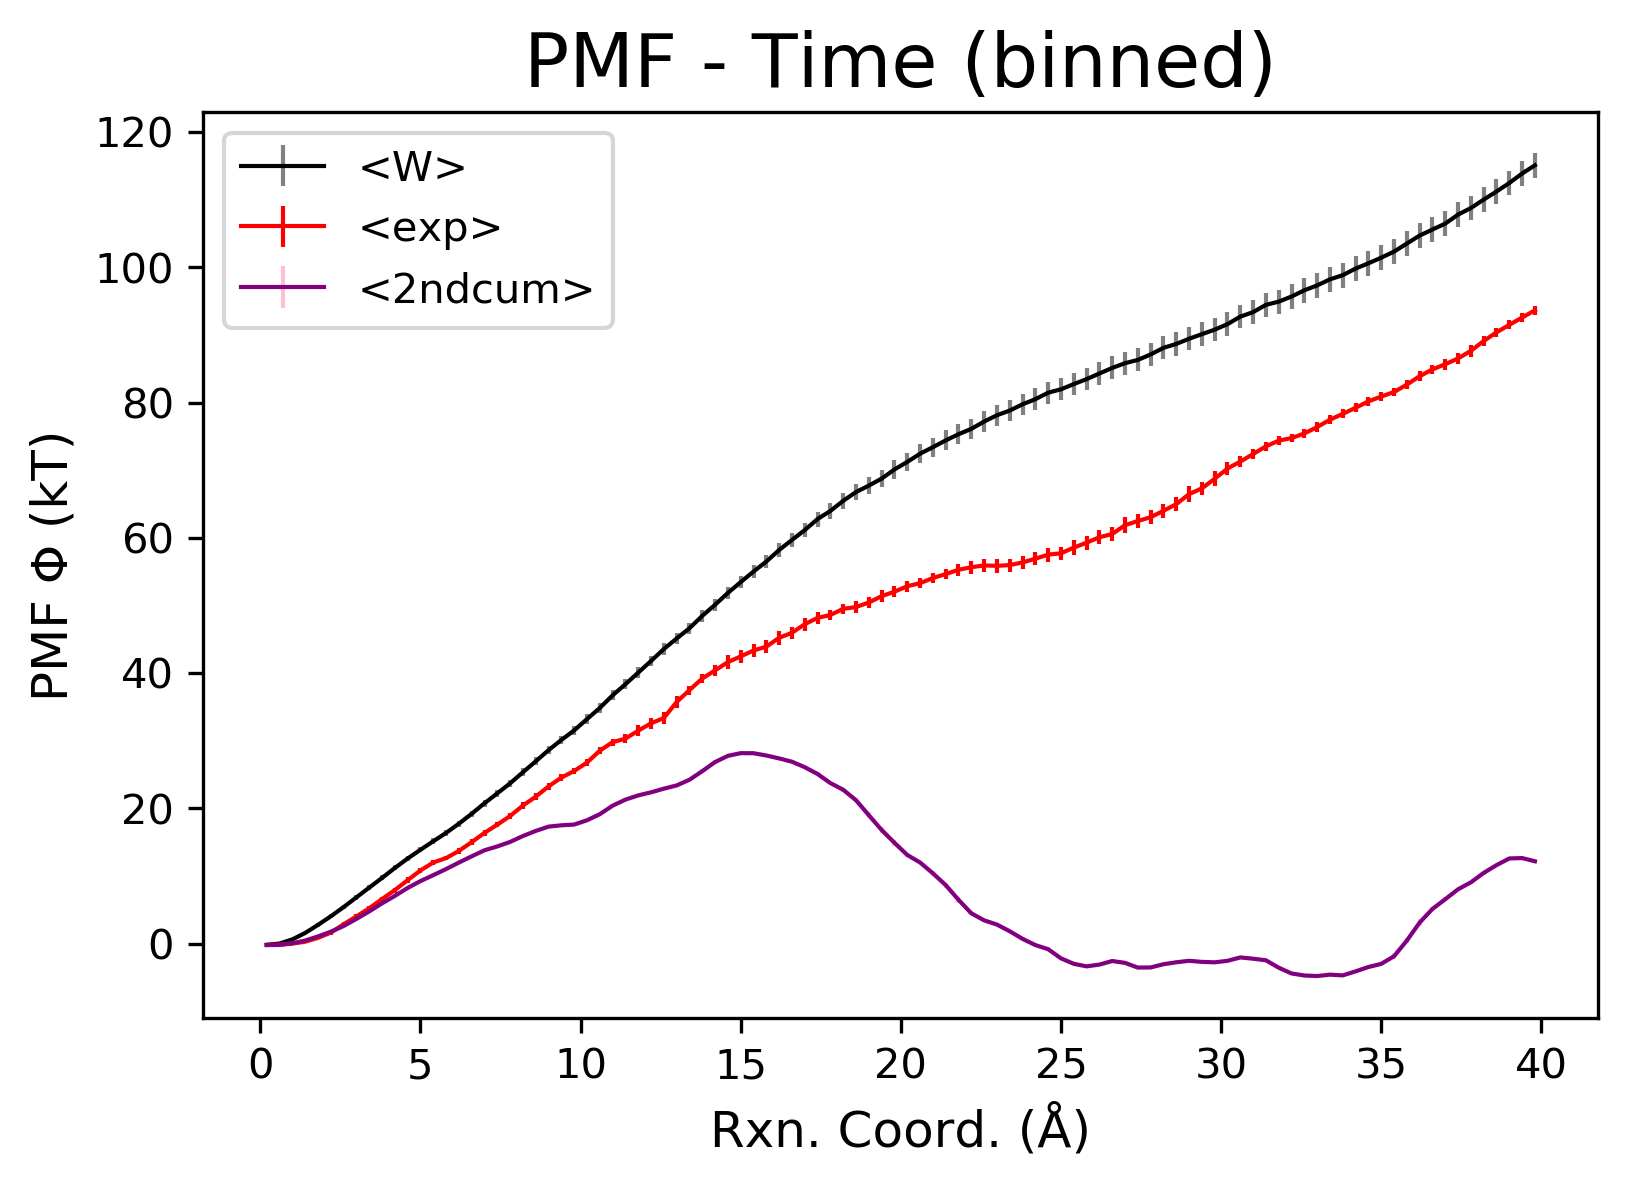 PMF - Time (binned)
120
100
80
60
40
20
0
PMF Φ (kT)
<W>
<exp>
<2ndcum>
0 5 10 15 20 25 30 35 40
Rxn. Coord. (Å)